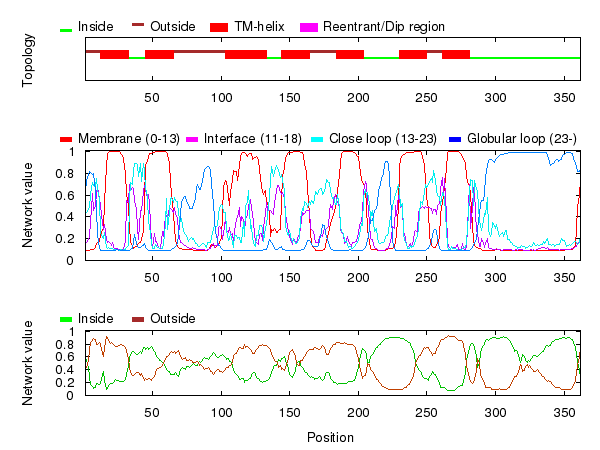 Inside Outside TM-helix Reentrant/Dip region
Topology
50 100 150 200 250 300 350
Membrane (0-13) Interface (11-18) Close loop (13-23) Globular loop (23-)
Network value
1
0.8
0.6
0.4
0.2
0
50 100 150 200 250 300 350
Inside Outside
Network value
1
0.8
0.6
0.4
0.2
0
50 100 150 200 250 300 350
Position